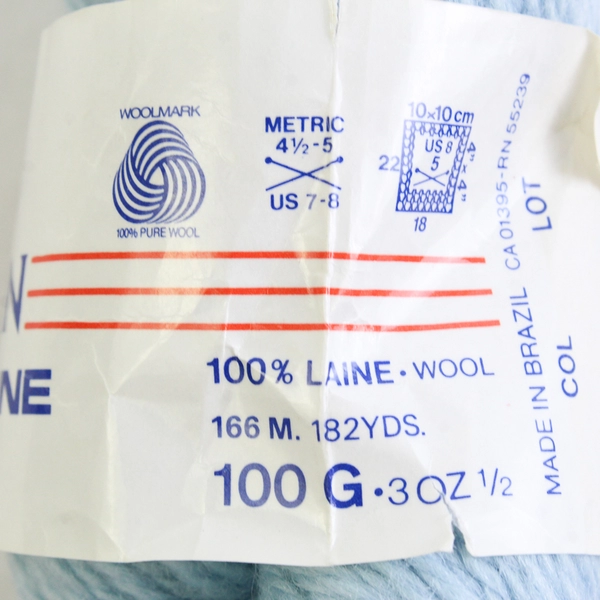 WOOLMARK
100% PURE WOOL
METRIC
4½-5
US 7-8
10x10 cm
22
US 8
5
4" x 4"
18
N
NE
100% LAINE • WOOL
166 M. 182YDS.
100 G • 3 OZ 1/2
MADE IN BRAZIL CA 01395-RN 55239
COL LOT